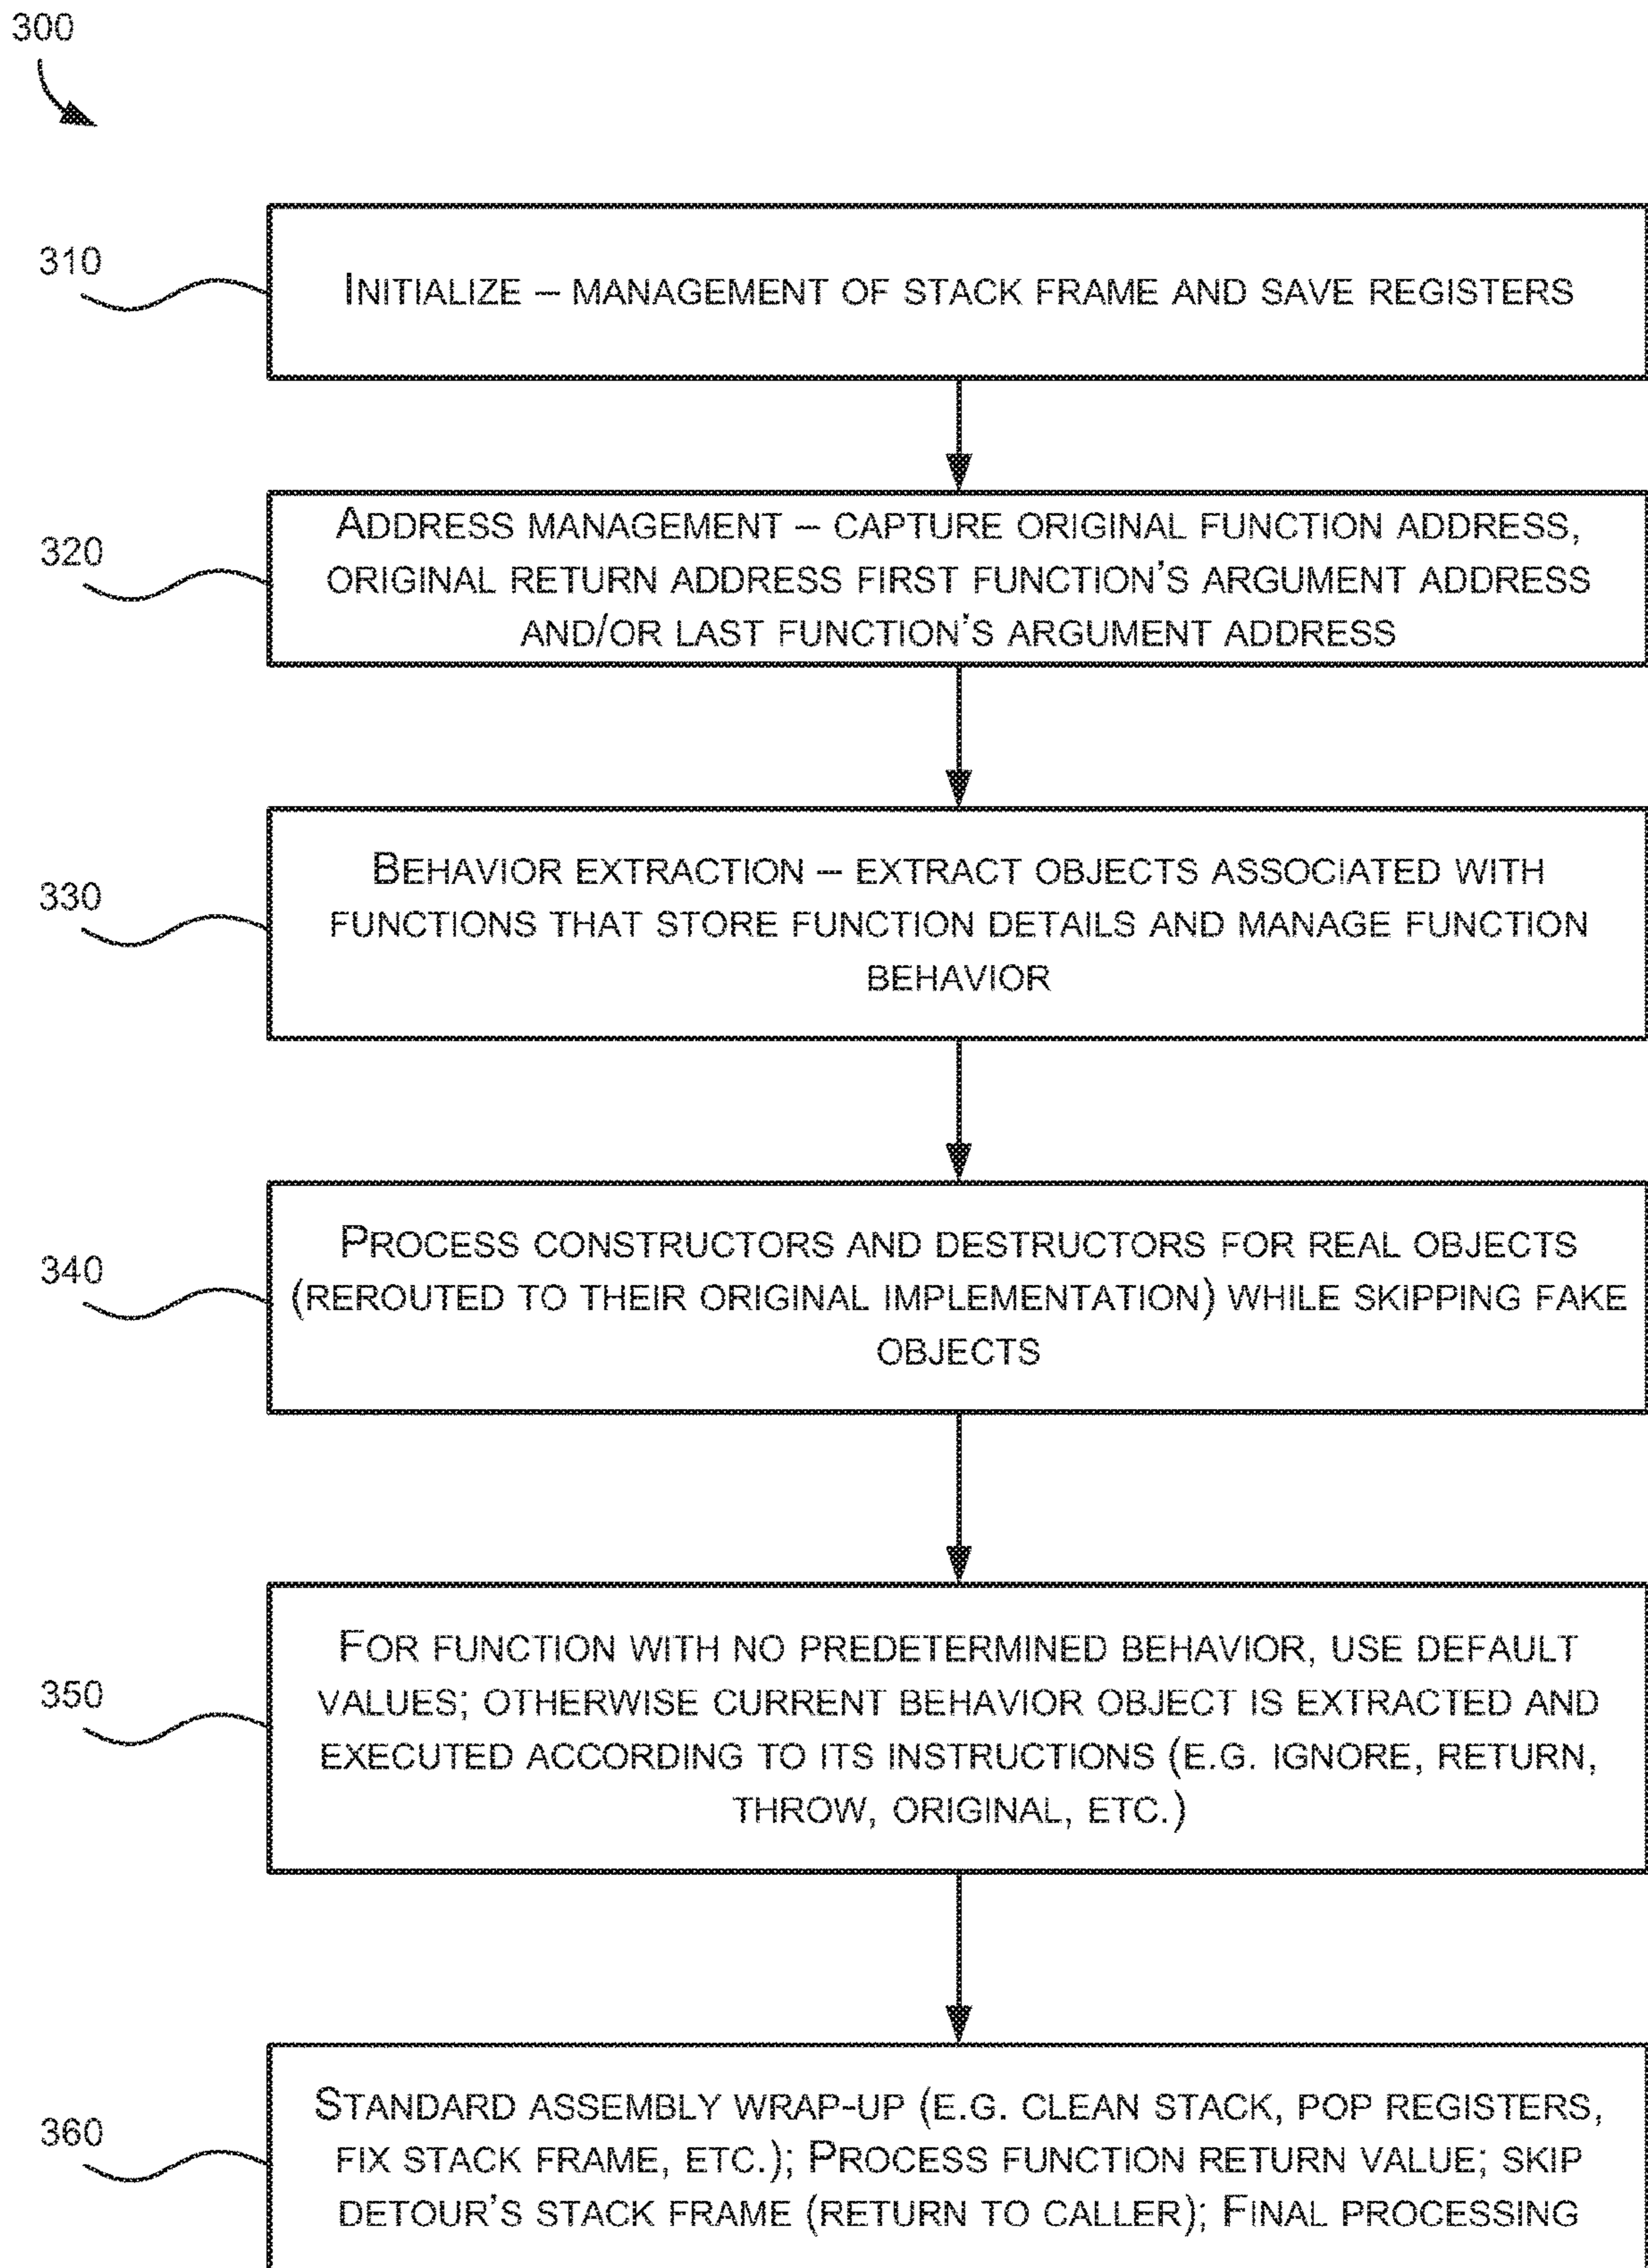 300
310
INITIALIZE – MANAGEMENT OF STACK FRAME AND SAVE REGISTERS
320
ADDRESS MANAGEMENT – CAPTURE ORIGINAL FUNCTION ADDRESS,
ORIGINAL RETURN ADDRESS FIRST FUNCTION'S ARGUMENT ADDRESS
AND/OR LAST FUNCTION'S ARGUMENT ADDRESS
330
BEHAVIOR EXTRACTION – EXTRACT OBJECTS ASSOCIATED WITH
FUNCTIONS THAT STORE FUNCTION DETAILS AND MANAGE FUNCTION
BEHAVIOR
340
PROCESS CONSTRUCTORS AND DESTRUCTORS FOR REAL OBJECTS
(REROUTED TO THEIR ORIGINAL IMPLEMENTATION) WHILE SKIPPING FAKE
OBJECTS
350
FOR FUNCTION WITH NO PREDETERMINED BEHAVIOR, USE DEFAULT
VALUES; OTHERWISE CURRENT BEHAVIOR OBJECT IS EXTRACTED AND
EXECUTED ACCORDING TO ITS INSTRUCTIONS (E.G. IGNORE, RETURN,
THROW, ORIGINAL, ETC.)
360
STANDARD ASSEMBLY WRAP-UP (E.G. CLEAN STACK, POP REGISTERS,
FIX STACK FRAME, ETC.); PROCESS FUNCTION RETURN VALUE; SKIP
DETOUR'S STACK FRAME (RETURN TO CALLER); FINAL PROCESSING